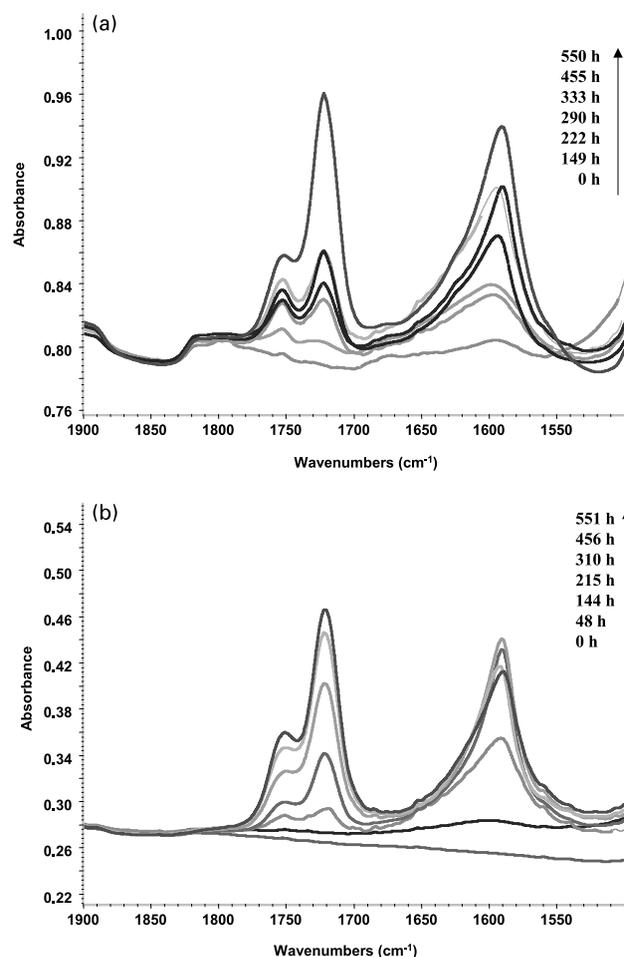 (a)
1.00
0.96
0.92
0.88
0.84
0.80
0.76
Absorbance
550 h
455 h
333 h
290 h
222 h
149 h
0 h
1900 1850 1800 1750 1700 1650 1600 1550
Wavenumbers (cm-1)
(b)
0.54
0.50
0.46
0.42
0.38
0.34
0.30
0.26
0.22
Absorbance
551 h
456 h
310 h
215 h
144 h
48 h
0 h
1900 1850 1800 1750 1700 1650 1600 1550
Wavenumbers (cm-1)